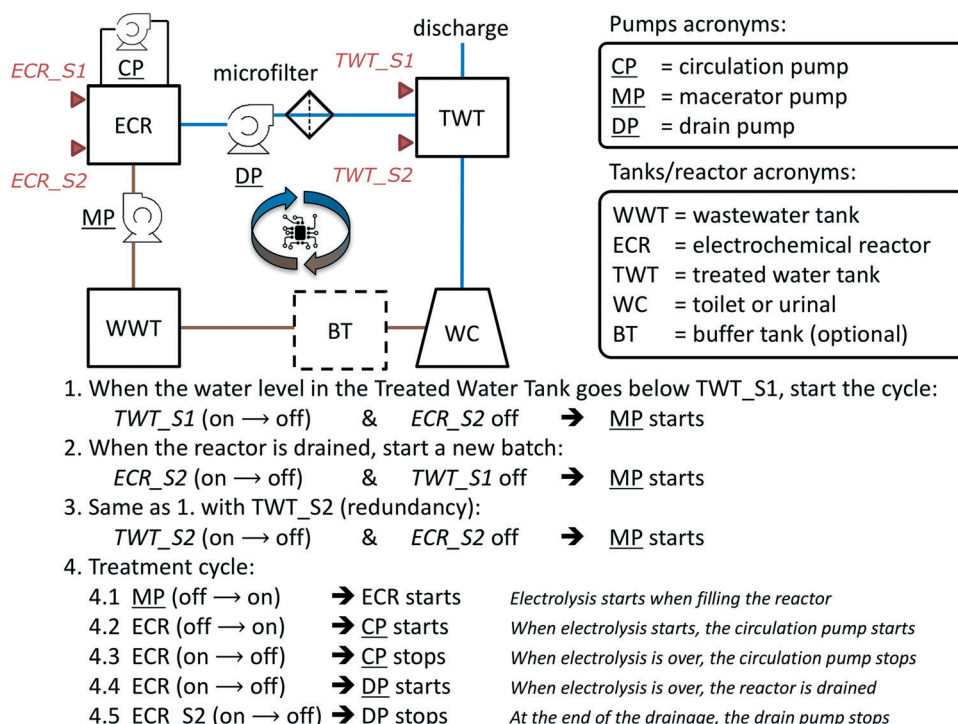 discharge
Pumps acronyms:
ECR_S1
CP
microfilter
TWT_S1
CP = circulation pump
MP = macerator pump
DP = drain pump
ECR
TWT
ECR_S2
MP
DP
TWT_S2
Tanks/reactor acronyms:
WWT = wastewater tank
ECR = electrochemical reactor
TWT = treated water tank
WC = toilet or urinal
BT = buffer tank (optional)
WWT
BT
WC
1. When the water level in the Treated Water Tank goes below TWT_S1, start the cycle:
TWT_S1 (on → off) & ECR_S2 off ➔ MP starts
2. When the reactor is drained, start a new batch:
ECR_S2 (on → off) & TWT_S1 off ➔ MP starts
3. Same as 1. with TWT_S2 (redundancy):
TWT_S2 (on → off) & ECR_S2 off ➔ MP starts
4. Treatment cycle:
4.1 MP (off → on) ➔ ECR starts Electrolysis starts when filling the reactor
4.2 ECR (off → on) ➔ CP starts When electrolysis starts, the circulation pump starts
4.3 ECR (on → off) ➔ CP stops When electrolysis is over, the circulation pump stops
4.4 ECR (on → off) ➔ DP starts When electrolysis is over, the reactor is drained
4.5 ECR_S2 (on → off) ➔ DP stops At the end of the drainage, the drain pump stops